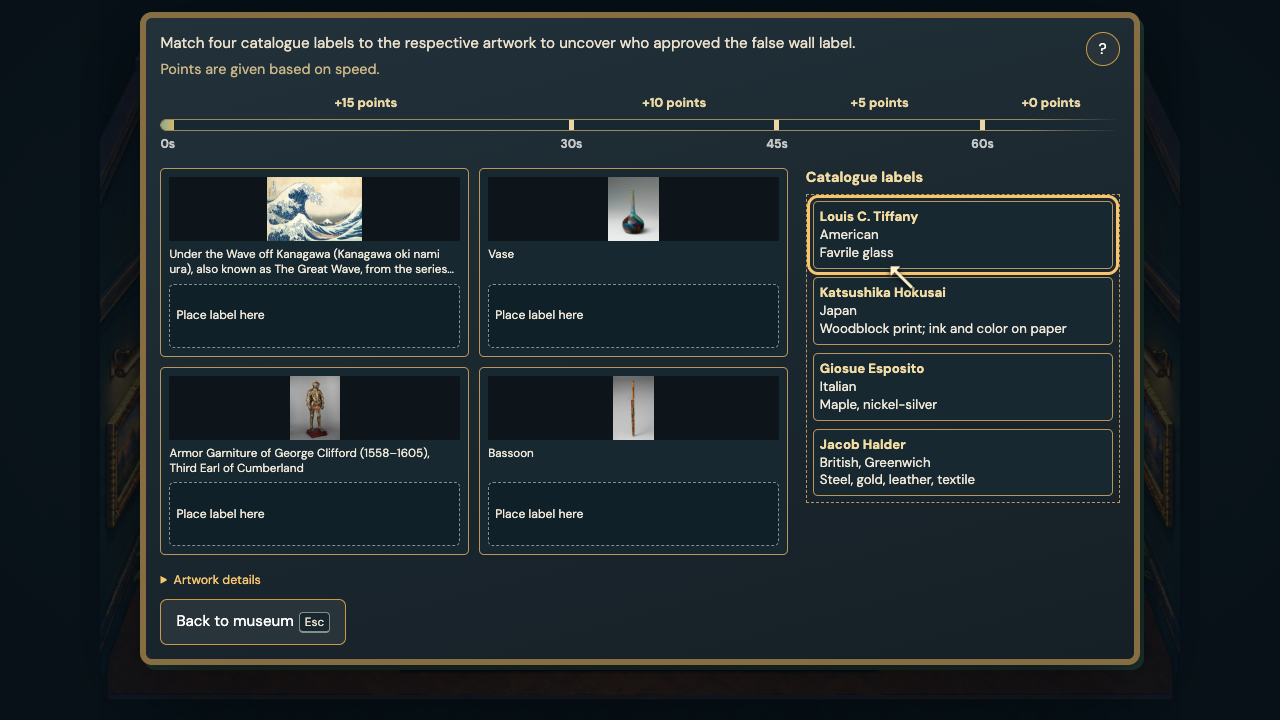 Match four catalogue labels to the respective artwork to uncover who approved the false wall label.
?
Points are given based on speed.
+15 points
+10 points
+5 points
+0 points
0s
30s
45s
60s
Under the Wave off Kanagawa (Kanagawa oki nami
ura), also known as The Great Wave, from the series…
Place label here
Vase
Place label here
Armor Garniture of George Clifford (1558–1605),
Third Earl of Cumberland
Place label here
Bassoon
Place label here
Catalogue labels
Louis C. Tiffany
American
Favrile glass
Katsushika Hokusai
Japan
Woodblock print; ink and color on paper
Giosue Esposito
Italian
Maple, nickel-silver
Jacob Halder
British, Greenwich
Steel, gold, leather, textile
Artwork details
Back to museum Esc